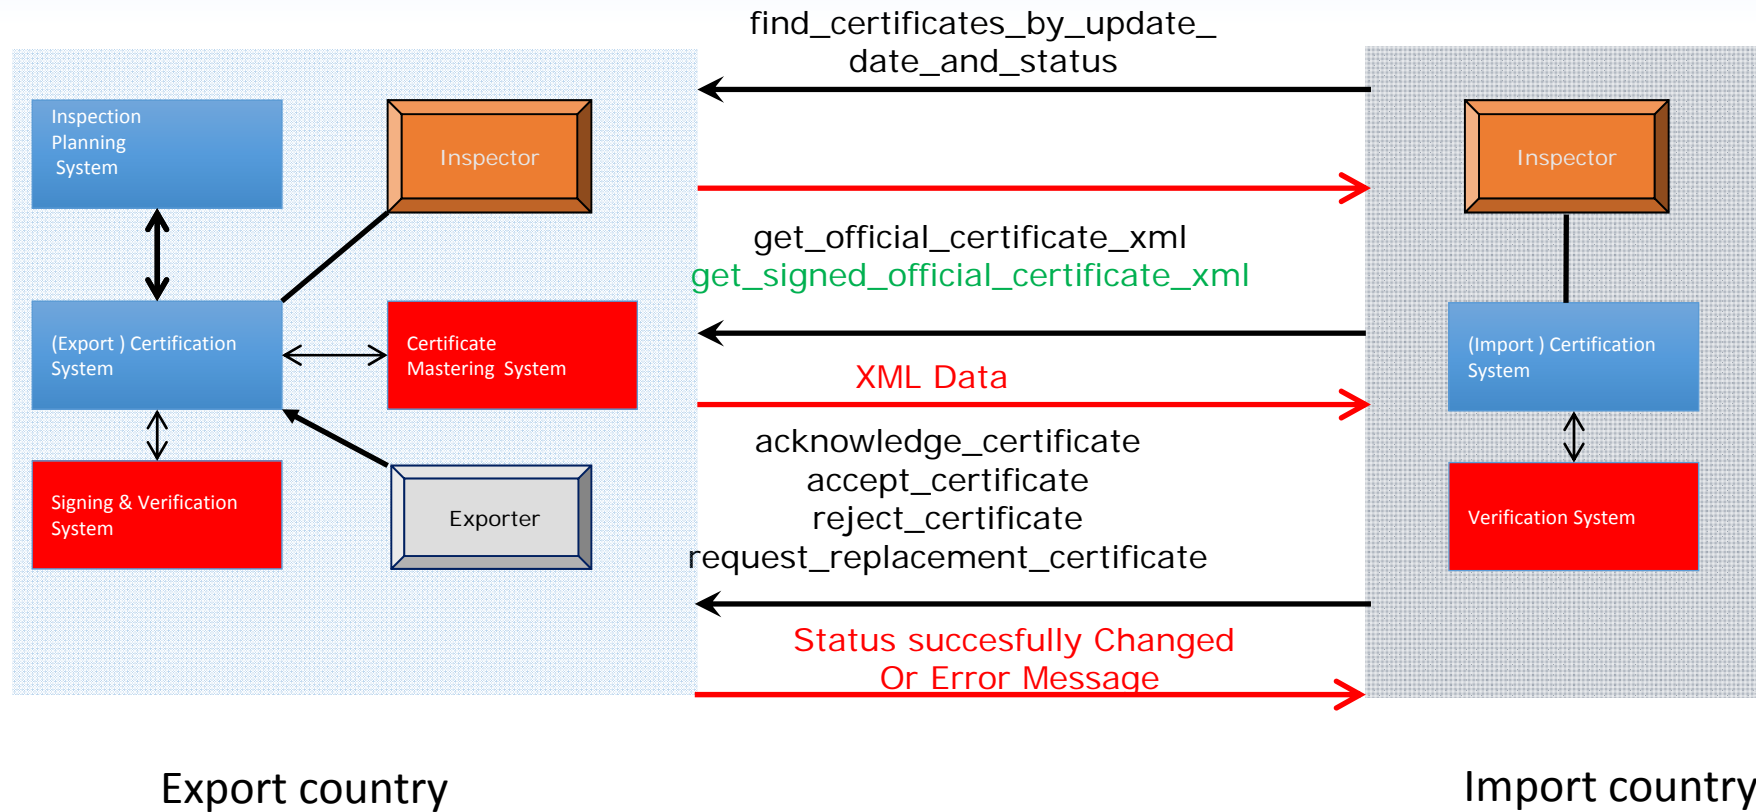 find_certificates_by_update_
date_and_status
Inspection
Planning
System
Inspector
Inspector
get_official_certificate_xml
get_signed_official_certificate_xml
(Export ) Certification
System
Certificate
Mastering System
(Import ) Certification
System
XML Data
acknowledge_certificate
accept_certificate
reject_certificate
request_replacement_certificate
Signing & Verification
System
Exporter
Verification System
Status succesfully Changed
Or Error Message
Export country
Import country